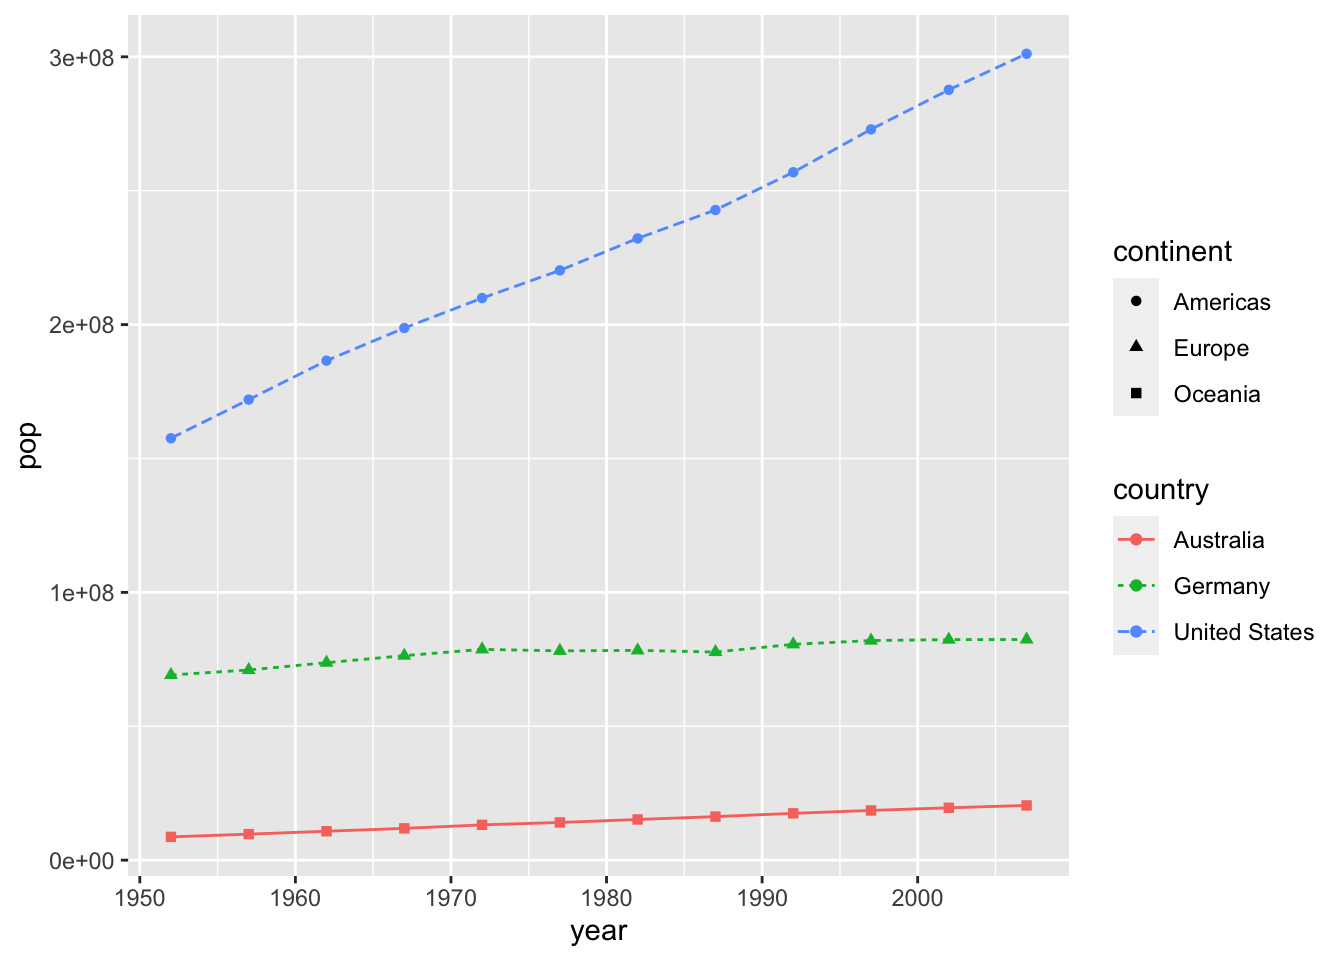 3e+08
2e+08
1e+08
0e+00
pop
1950 1960 1970 1980 1990 2000
year
continent
Americas
Europe
Oceania
country
Australia
Germany
United States